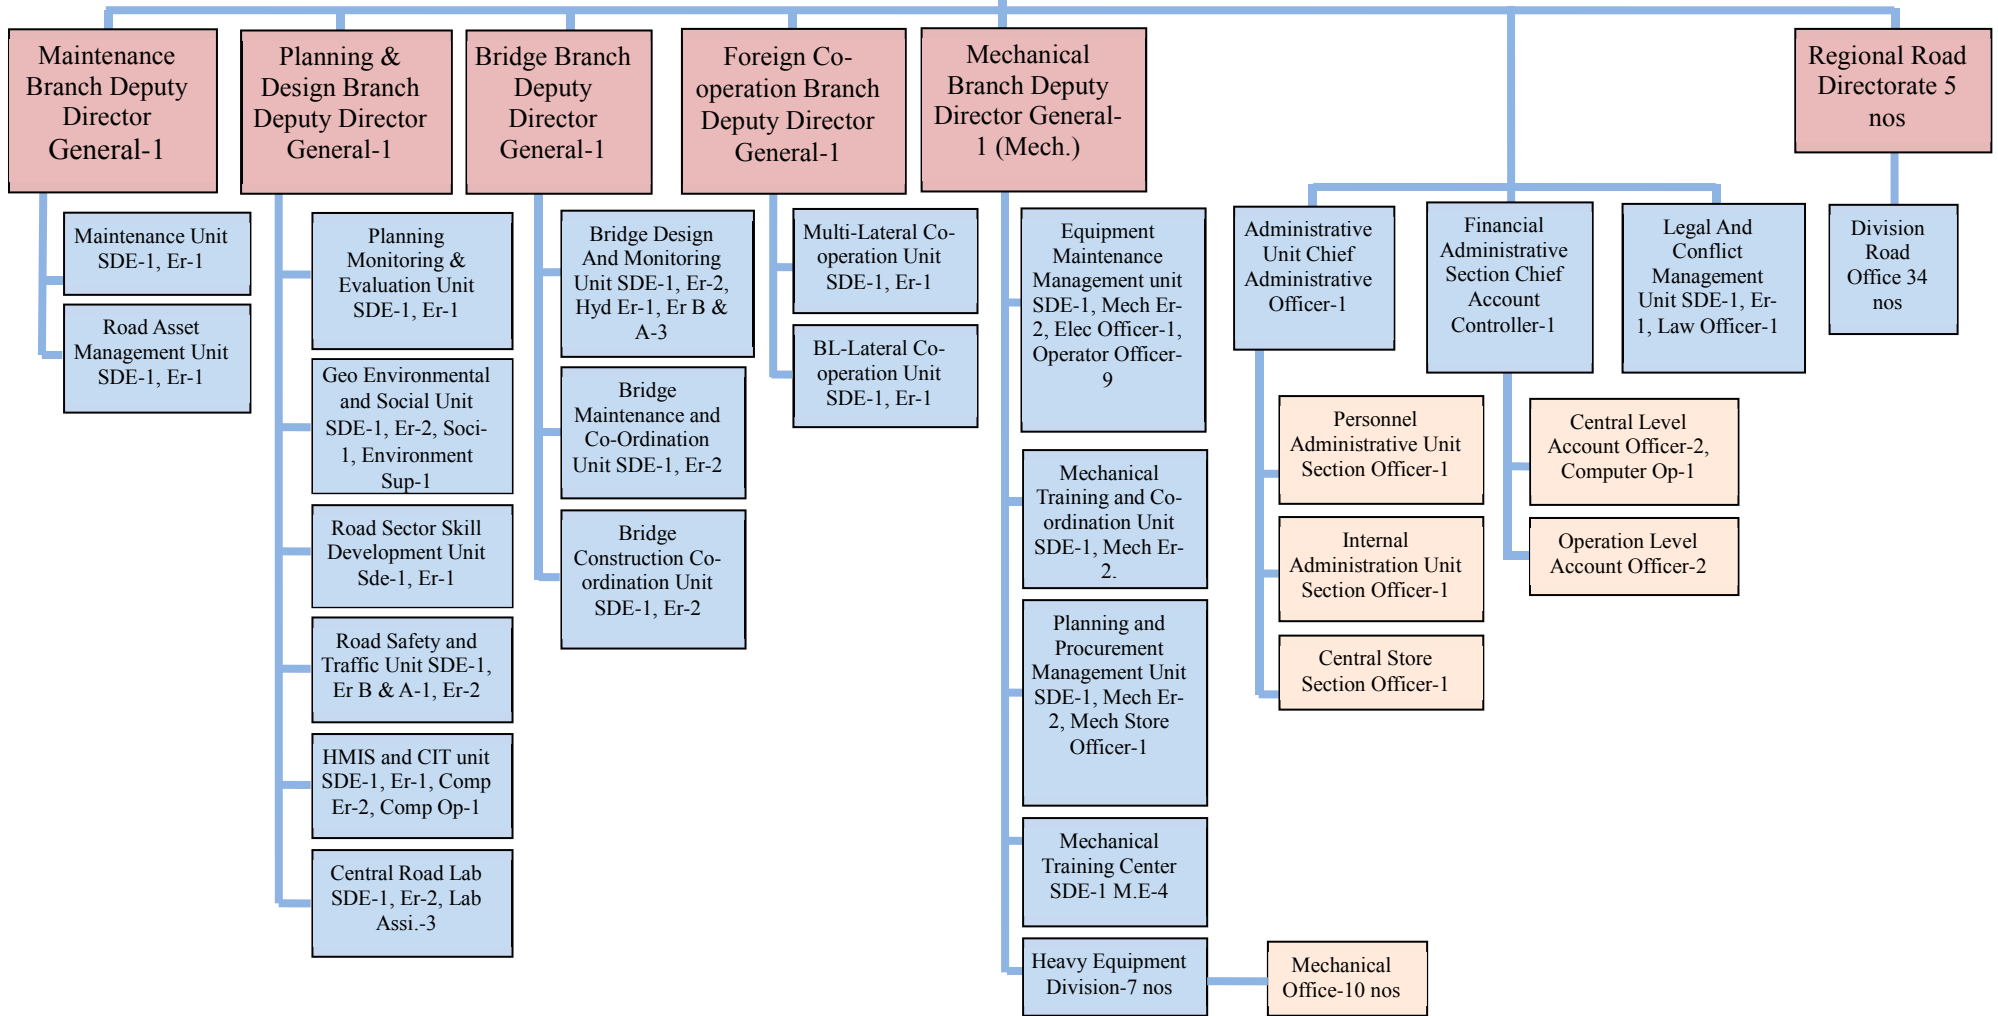 Maintenance
Branch Deputy
Director
General-1
Planning &
Design Branch
Deputy Director
General-1
Bridge Branch
Deputy
Director
General-1
Foreign Co-
operation Branch
Deputy Director
General-1
Mechanical
Branch Deputy
Director General-
1 (Mech.)
Regional Road
Directorate 5
nos
Maintenance Unit
SDE-1, Er-1
Road Asset
Management Unit
SDE-1, Er-1
Planning
Monitoring &
Evaluation Unit
SDE-1, Er-1
Geo Environmental
and Social Unit
SDE-1, Er-2, Soci-
1, Environment
Sup-1
Road Sector Skill
Development Unit
Sde-1, Er-1
Road Safety and
Traffic Unit SDE-1,
Er B & A-1, Er-2
HMIS and CIT unit
SDE-1, Er-1, Comp
Er-2, Comp Op-1
Central Road Lab
SDE-1, Er-2, Lab
Assi.-3
Bridge Design
And Monitoring
Unit SDE-1, Er-2,
Hyd Er-1, Er B &
A-3
Bridge
Maintenance and
Co-Ordination
Unit SDE-1, Er-2
Bridge
Construction Co-
ordination Unit
SDE-1, Er-2
Multi-Lateral Co-
operation Unit
SDE-1, Er-1
BL-Lateral Co-
operation Unit
SDE-1, Er-1
Equipment
Maintenance
Management unit
SDE-1, Mech Er-
2, Elec Officer-1,
Operator Officer-
9
Mechanical
Training and Co-
ordination Unit
SDE-1, Mech Er-
2.
Planning and
Procurement
Management Unit
SDE-1, Mech Er-
2, Mech Store
Officer-1
Mechanical
Training Center
SDE-1 M.E-4
Heavy Equipment
Division-7 nos
Mechanical
Office-10 nos
Administrative
Unit Chief
Administrative
Officer-1
Personnel
Administrative Unit
Section Officer-1
Internal
Administration Unit
Section Officer-1
Central Store
Section Officer-1
Financial
Administrative
Section Chief
Account
Controller-1
Central Level
Account Officer-2,
Computer Op-1
Operation Level
Account Officer-2
Legal And
Conflict
Management
Unit SDE-1, Er-
1, Law Officer-1
Division
Road
Office 34
nos